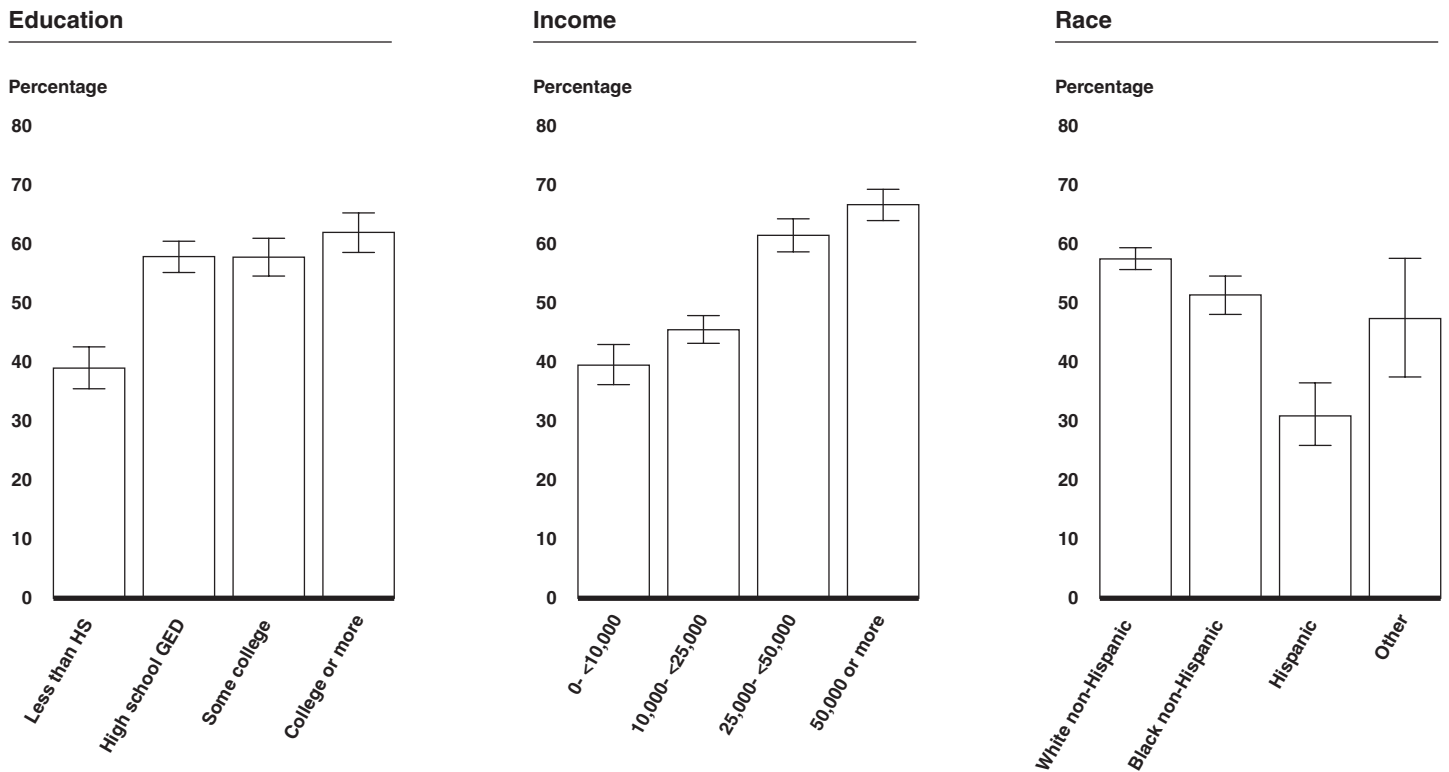 Education
Percentage
80
70
60
50
40
30
20
10
0
Less than HS
High school GED
Some college
College or more
Income
Percentage
80
70
60
50
40
30
20
10
0
0- <10,000
10,000- <25,000
25,000- <50,000
50,000 or more
Race
Percentage
80
70
60
50
40
30
20
10
0
White non-Hispanic
Black non-Hispanic
Hispanic
Other